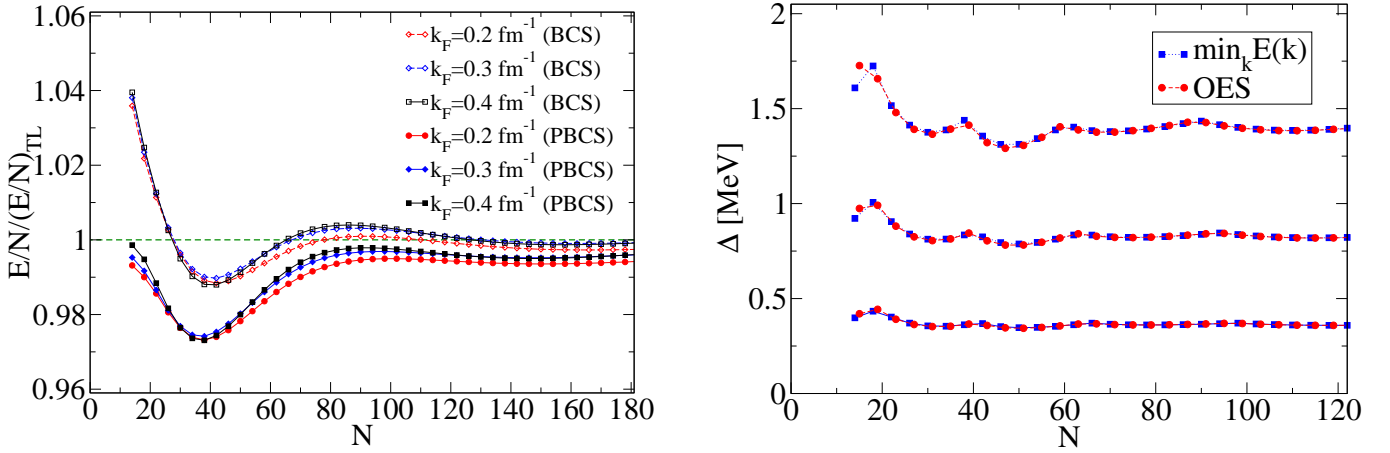 E/N/(E/N)_TL
1.06
1.04
1.02
1
0.98
0.96
k_F=0.2 fm^-1 (BCS)
k_F=0.3 fm^-1 (BCS)
k_F=0.4 fm^-1 (BCS)
k_F=0.2 fm^-1 (PBCS)
k_F=0.3 fm^-1 (PBCS)
k_F=0.4 fm^-1 (PBCS)
0 20 40 60 80 100 120 140 160 180
N
Δ [MeV]
2
1.5
1
0.5
0
min_k E(k)
OES
0 20 40 60 80 100 120
N